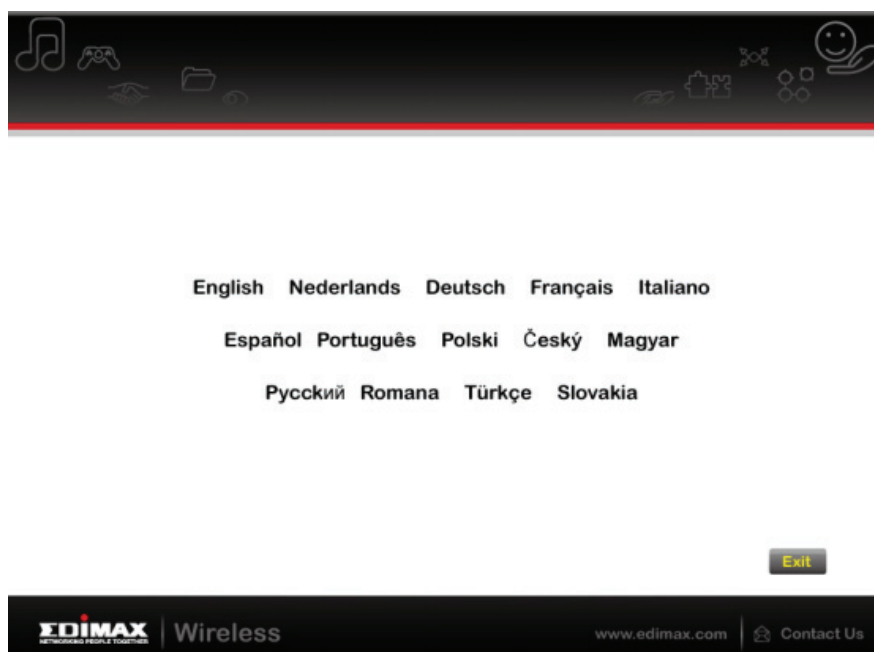 English Nederlands Deutsch Français Italiano
Español Português Polski Český Magyar
Русский Romana Türkçe Slovakia
Exit
EDIMAX Wireless www.edimax.com Contact Us
NETWORKING PEOPLE TOGETHER